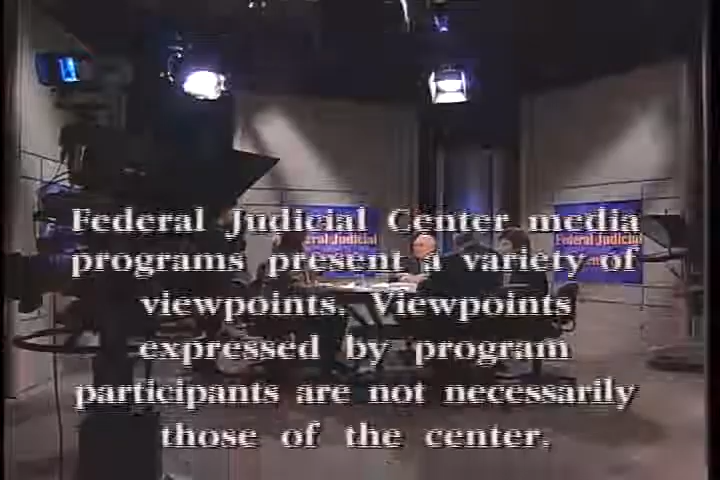 Federal Judicial Center media
programs present a variety of
viewpoints. Viewpoints
expressed by program
participants are not necessarily
those of the center.
eral Judicial
Federal Judicial